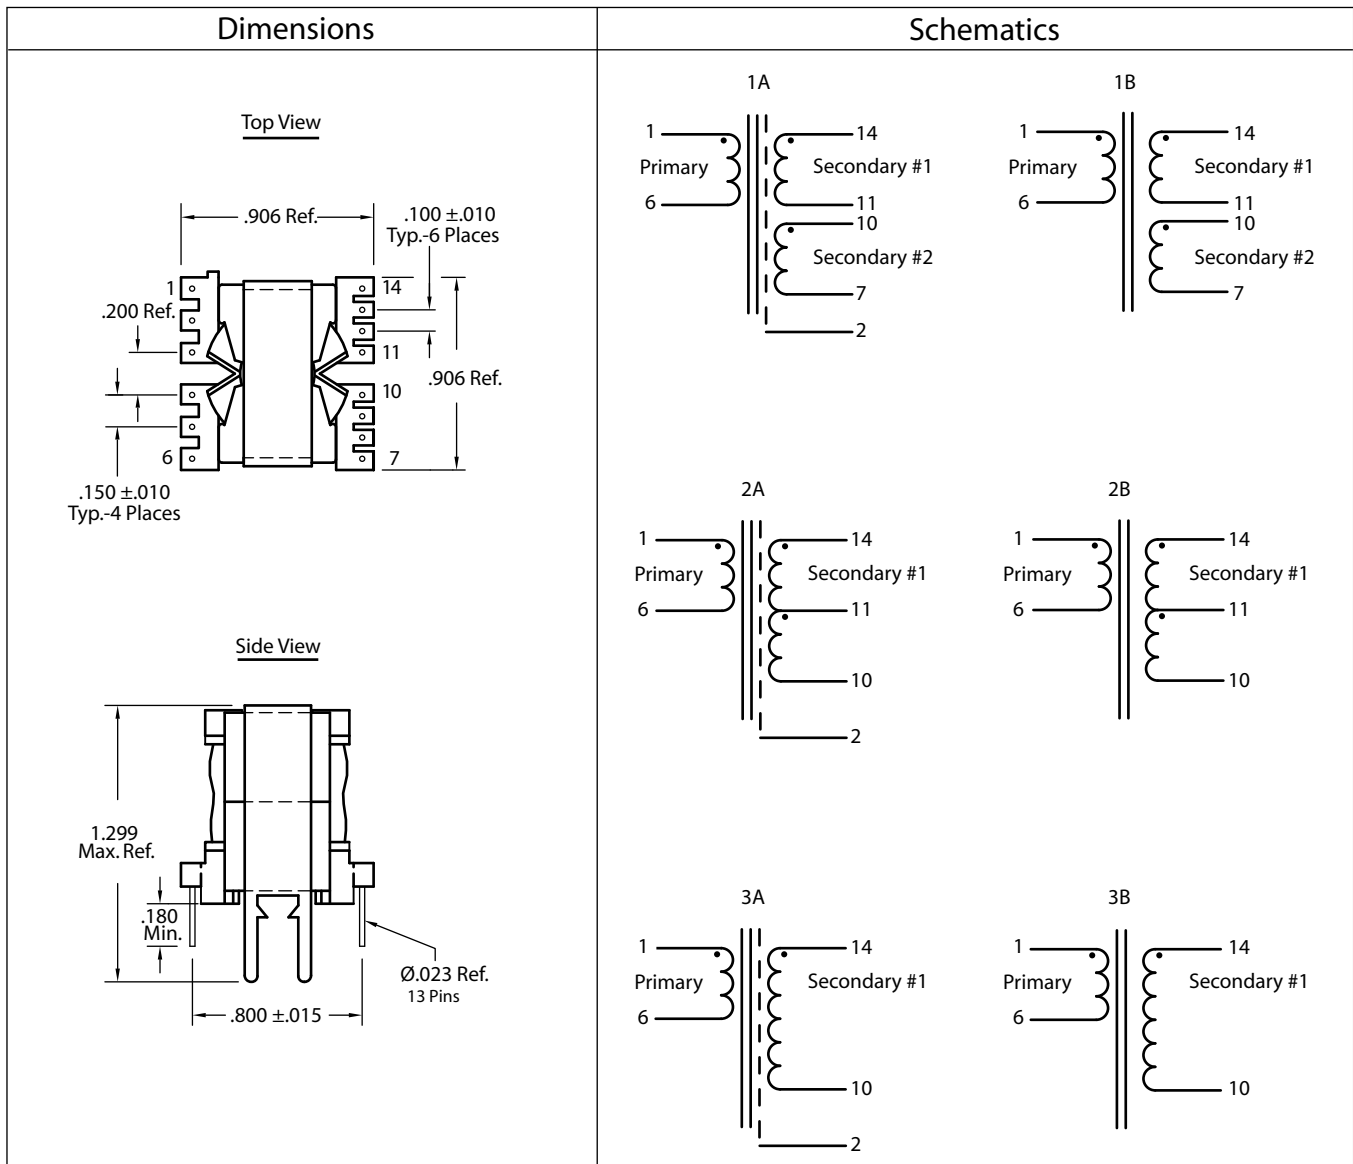 Dimensions
Schematics
Top View
.906 Ref.
.100 ±.010
Typ.-6 Places
1
14
.200 Ref.
11
.906 Ref.
10
6
7
.150 ±.010
Typ.-4 Places
Side View
1.299
Max. Ref.
.180
Min.
Ø.023 Ref.
13 Pins
.800 ±.015
1A
1
14
Primary
Secondary #1
6
11
10
Secondary #2
7
2
1B
1
14
Primary
Secondary #1
6
11
10
Secondary #2
7
2A
1
14
Primary
Secondary #1
6
11
10
2
2B
1
14
Primary
Secondary #1
6
11
10
3A
1
14
Primary
Secondary #1
6
10
2
3B
1
14
Primary
Secondary #1
6
10